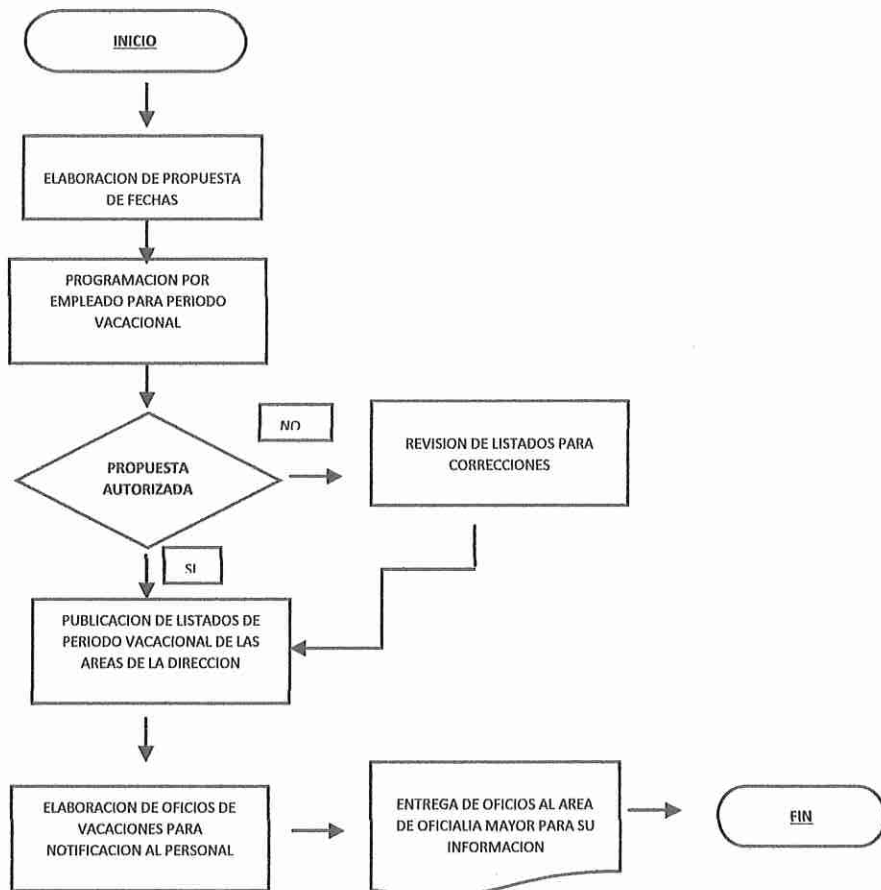 INICIO
ELABORACION DE PROPUESTA
DE FECHAS
PROGRAMACION POR
EMPLEADO PARA PERIODO
VACACIONAL
PROPUESTA
AUTORIZADA
NO
REVISION DE LISTADOS PARA
CORRECCIONES
SI
PUBLICACION DE LISTADOS DE
PERIODO VACACIONAL DE LAS
AREAS DE LA DIRECCION
ELABORACION DE OFICIOS DE
VACACIONES PARA
NOTIFICACION AL PERSONAL
ENTREGA DE OFICIOS AL AREA
DE OFICIALIA MAYOR PARA SU
INFORMACION
FIN